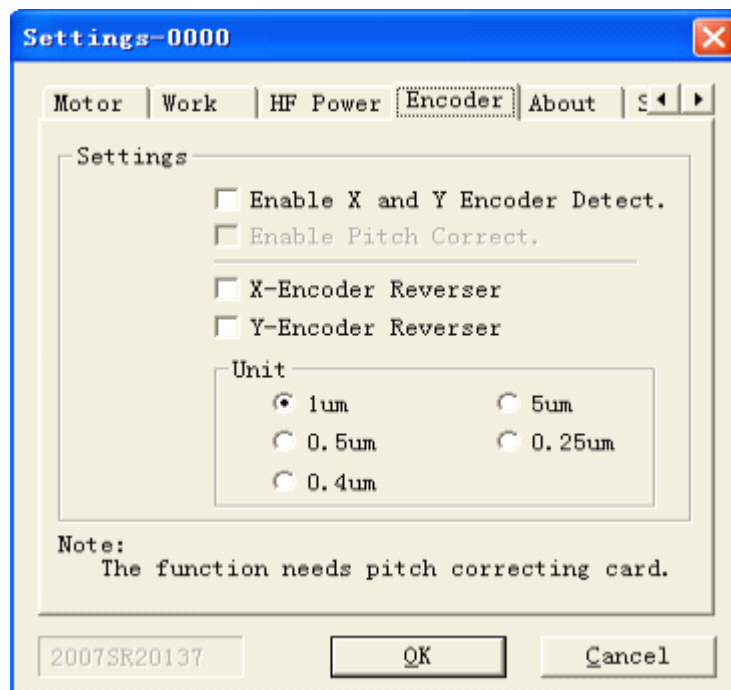 Settings-0000
Motor Work HF Power Encoder About S
Settings
Enable X and Y Encoder Detect.
Enable Pitch Correct.
X-Encoder Reverser
Y-Encoder Reverser
Unit
1um 5um
0.5um 0.25um
0.4um
Note:
The function needs pitch correcting card.
2007SR20137 OK Cancel